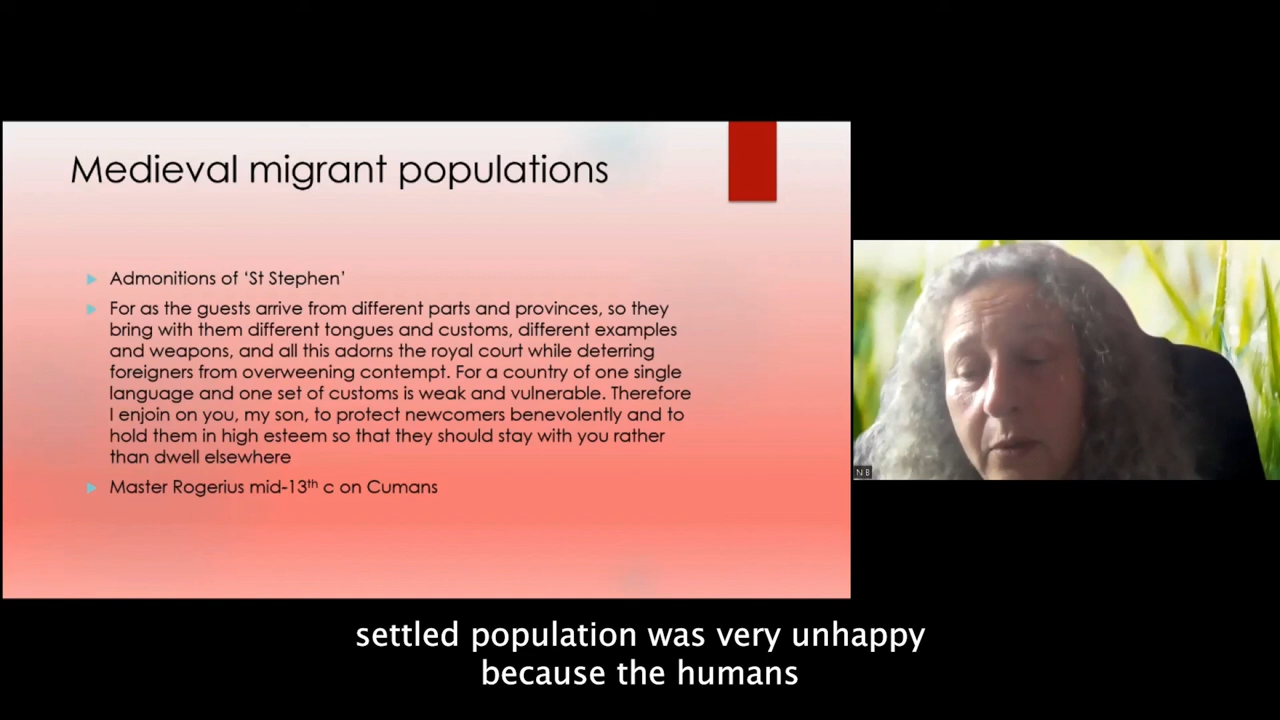 Medieval migrant populations
Admonitions of ‘St Stephen’
For as the guests arrive from different parts and provinces, so they
bring with them different tongues and customs, different examples
and weapons, and all this adorns the royal court while deterring
foreigners from overweening contempt. For a country of one single
language and one set of customs is weak and vulnerable. Therefore
I enjoin on you, my son, to protect newcomers benevolently and to
hold them in high esteem so that they should stay with you rather
than dwell elsewhere
Master Rogerius mid-13th c on Cumans
N B
settled population was very unhappy
because the humans